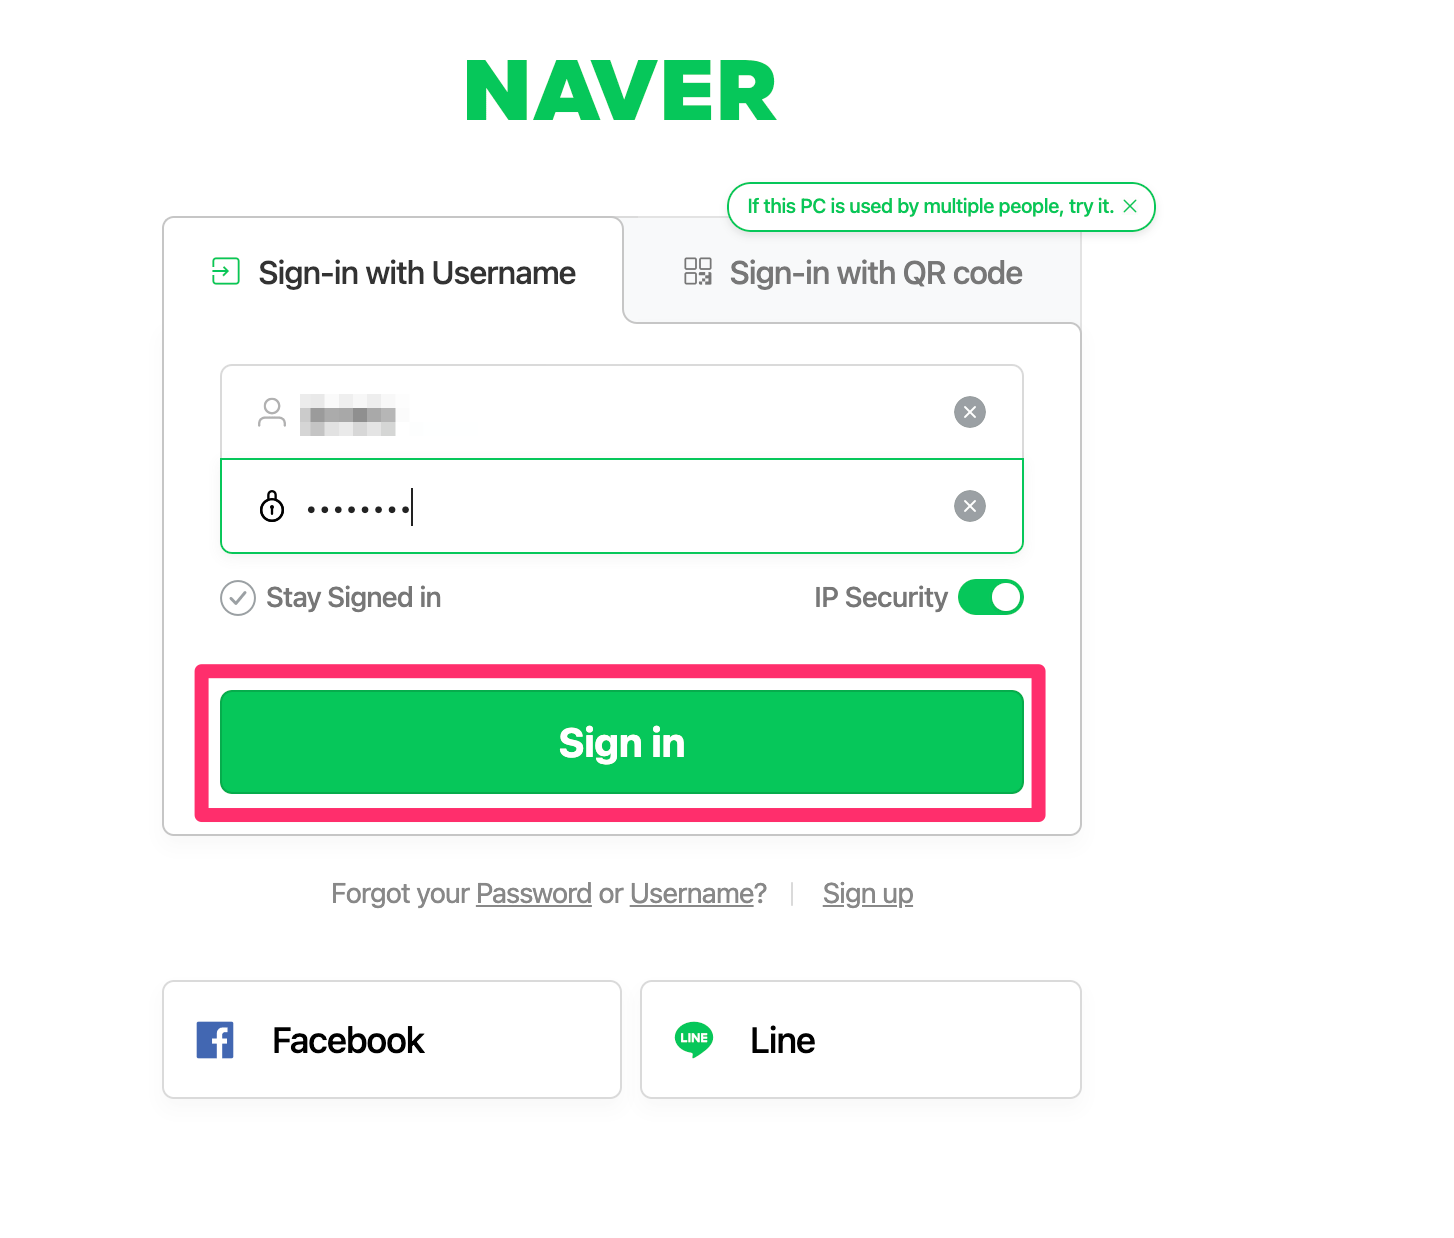 NAVER
If this PC is used by multiple people, try it.
Sign-in with Username
Sign-in with QR code
Stay Signed in
IP Security
Sign in
Forgot your Password or Username?
Sign up
Facebook
LINE
Line